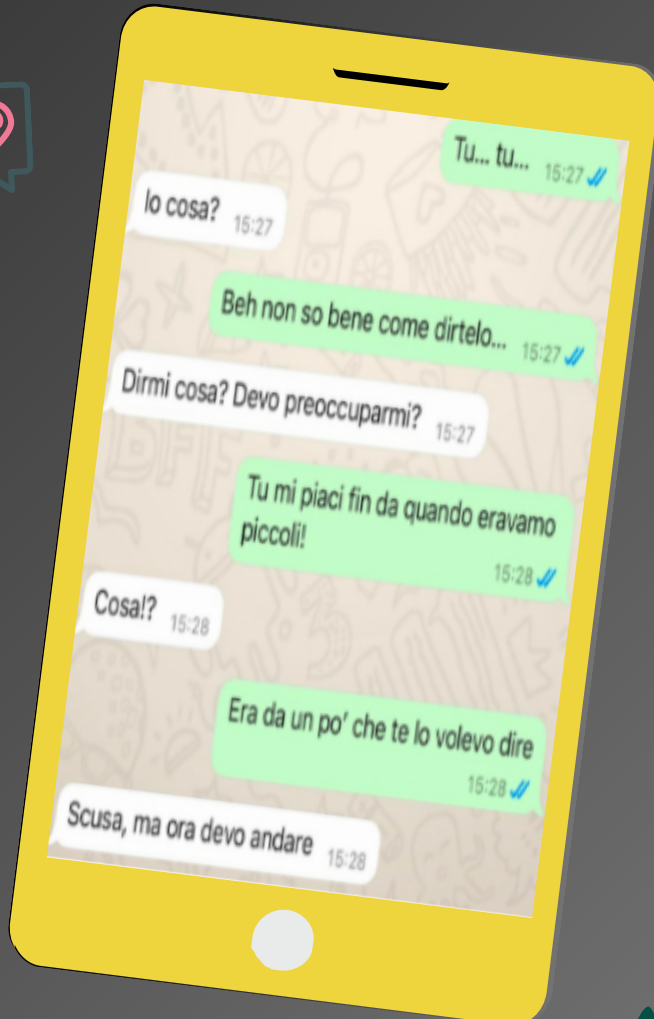 Tu... tu...
15:27
Io cosa?
15:27
Beh non so bene come dirtelo...
15:27
Dirmi cosa? Devo preoccuparmi?
15:27
Tu mi piaci fin da quando eravamo
piccoli!
15:28
Cosa!?
15:28
Era da un po' che te lo volevo dire
15:28
Scusa, ma ora devo andare
15:28